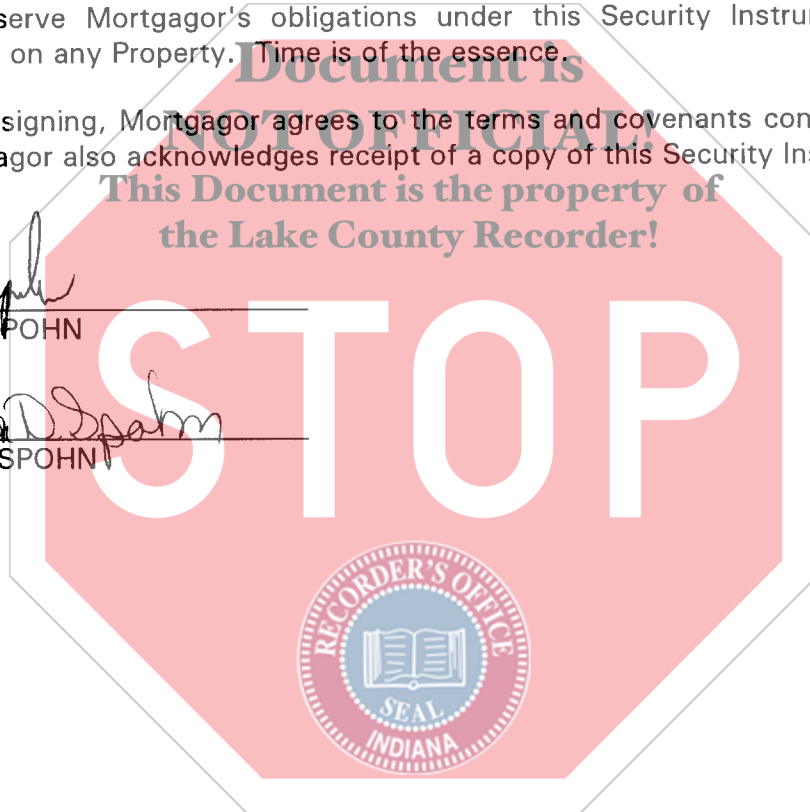 serve Mortgagor's obligations under this Security Instru
on any Property. Time is of the essence.
Document is
NOT OFFICIAL!
signing, Mortgagor agrees to the terms and covenants con
agor also acknowledges receipt of a copy of this Security Ins
This Document is the property of
the Lake County Recorder!
POHN
D. Spohn
SPOHN
STOP
RECORDER'S OFFICE
SEAL
INDIANA